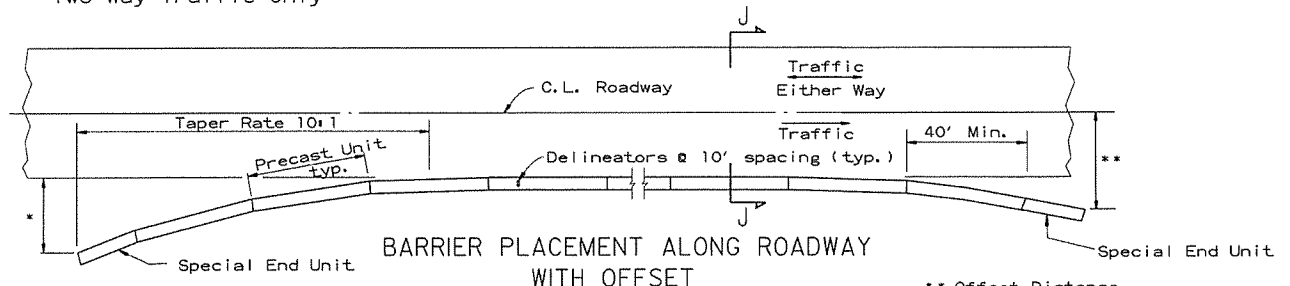 Two Way Traffic Only
J
Traffic
Either Way
C.L. Roadway
Taper Rate 10:1
Traffic
40' Min.
Precast Unit
typ.
Delineators @ 10' spacing (typ.)
**
*
J
BARRIER PLACEMENT ALONG ROADWAY
WITH OFFSET
Special End Unit
Special End Unit
** Offset Distance